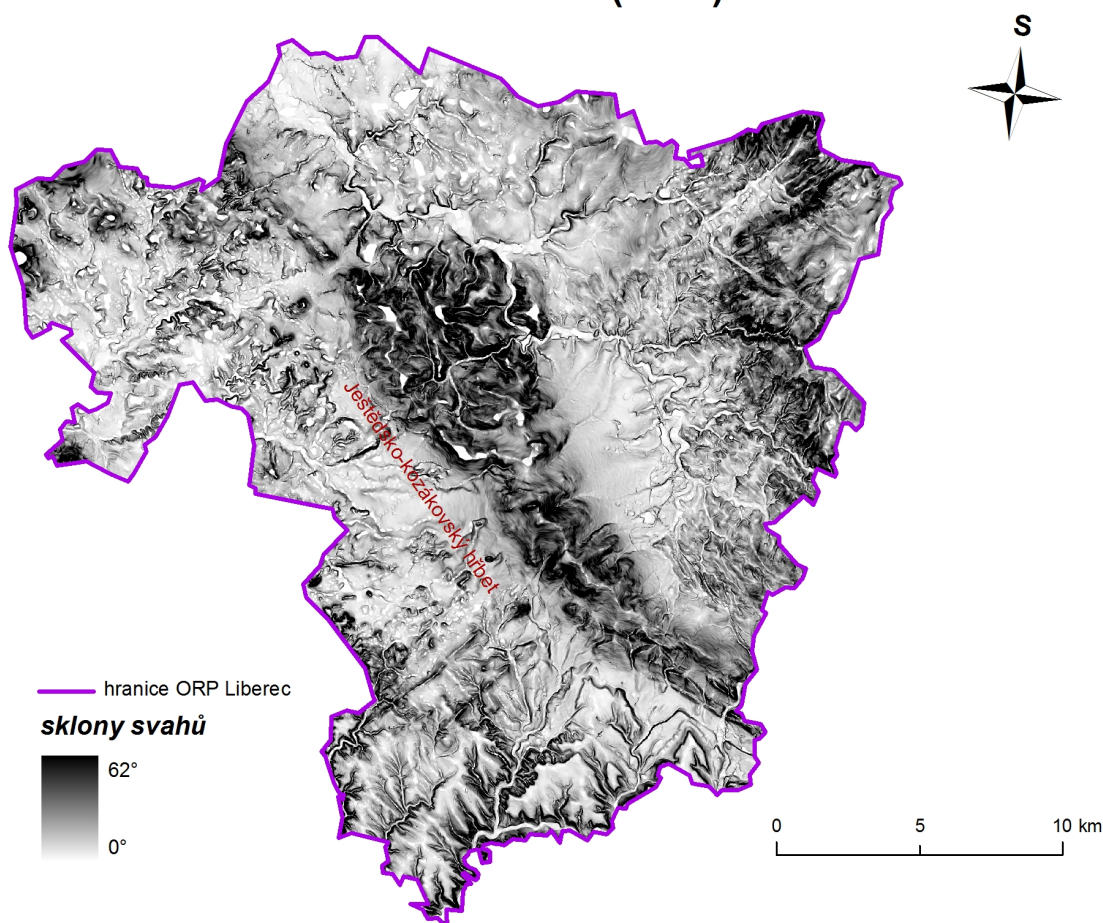 S
Ještědsko-kozákovský hřbet
hranice ORP Liberec
sklony svahů
62°
0°
0 5 10 km